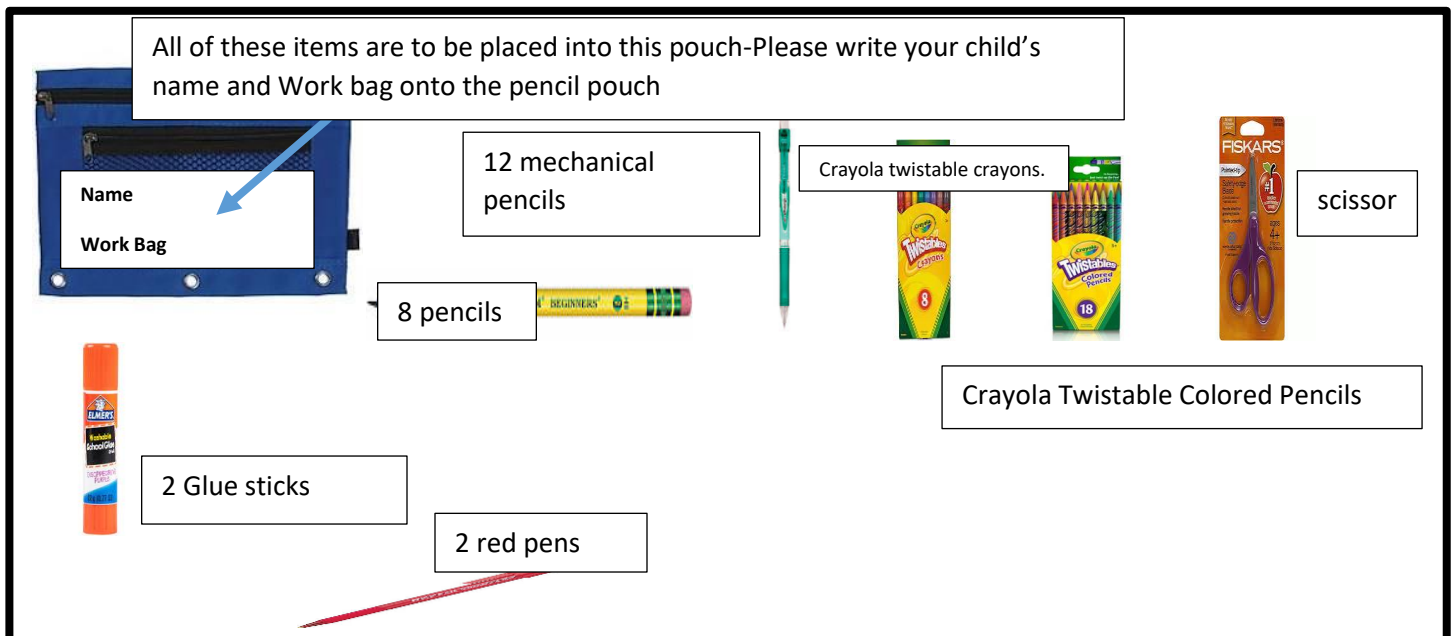 All of these items are to be placed into this pouch-Please write your child's
name and Work bag onto the pencil pouch
Name
Work Bag
12 mechanical
pencils
Crayola twistable crayons.
FISKARS
#1
4+
scissor
8 pencils
BEGINNERS
Crayola
Twistables
Crayons
8
Crayola
Twistables
Colored
Pencils
18
Crayola Twistable Colored Pencils
ELMER'S
Washable
School Glue
2 Glue sticks
2 red pens